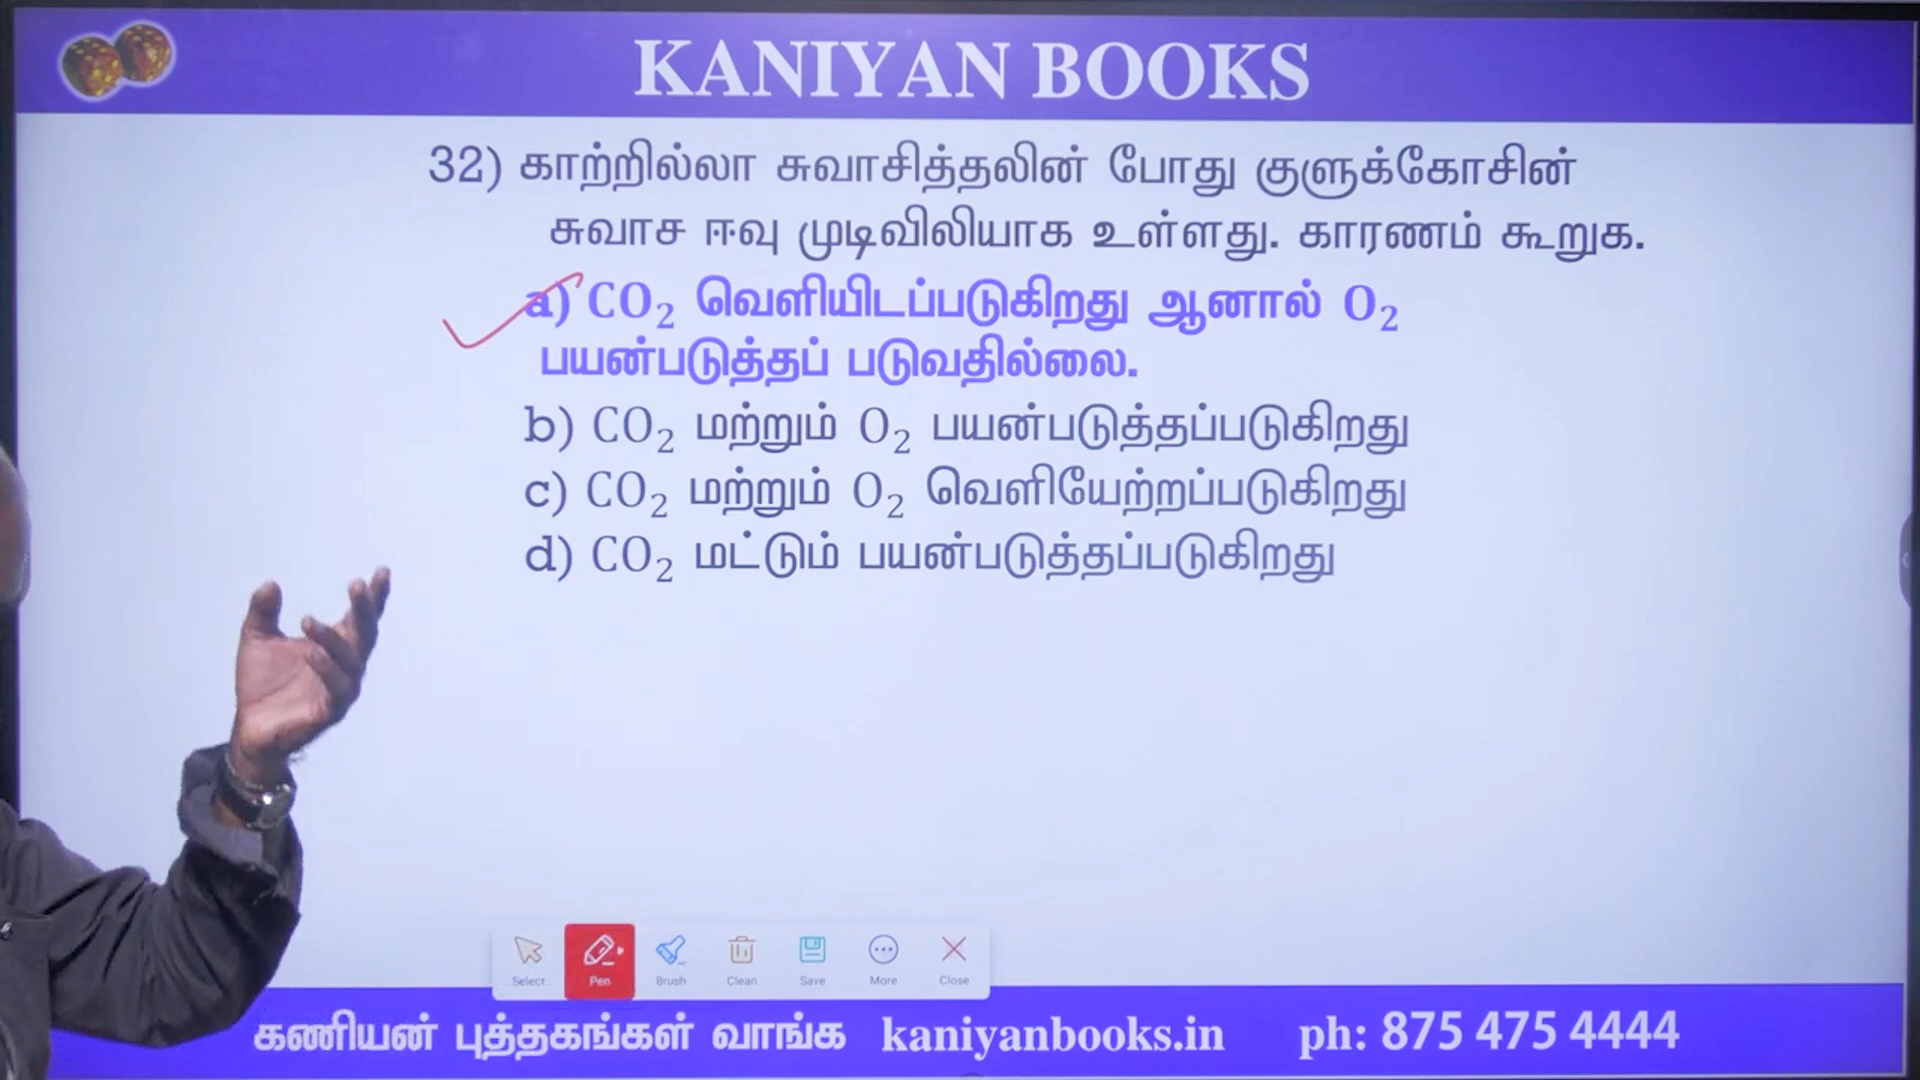 KANIYAN BOOKS
32) காற்றில்லா சுவாசித்தலின் போது குளுக்கோசின்
சுவாச ஈவு முடிவிலியாக உள்ளது. காரணம் கூறுக.
a) CO₂ வெளியிடப்படுகிறது ஆனால் O₂
பயன்படுத்தப் படுவதில்லை.
b) CO₂ மற்றும் O₂ பயன்படுத்தப்படுகிறது
c) CO₂ மற்றும் O₂ வெளியேற்றப்படுகிறது
d) CO₂ மட்டும் பயன்படுத்தப்படுகிறது
Select Pen Brush Clean Save More Close
கணியன் புத்தகங்கள் வாங்க kaniyanbooks.in ph: 875 475 4444